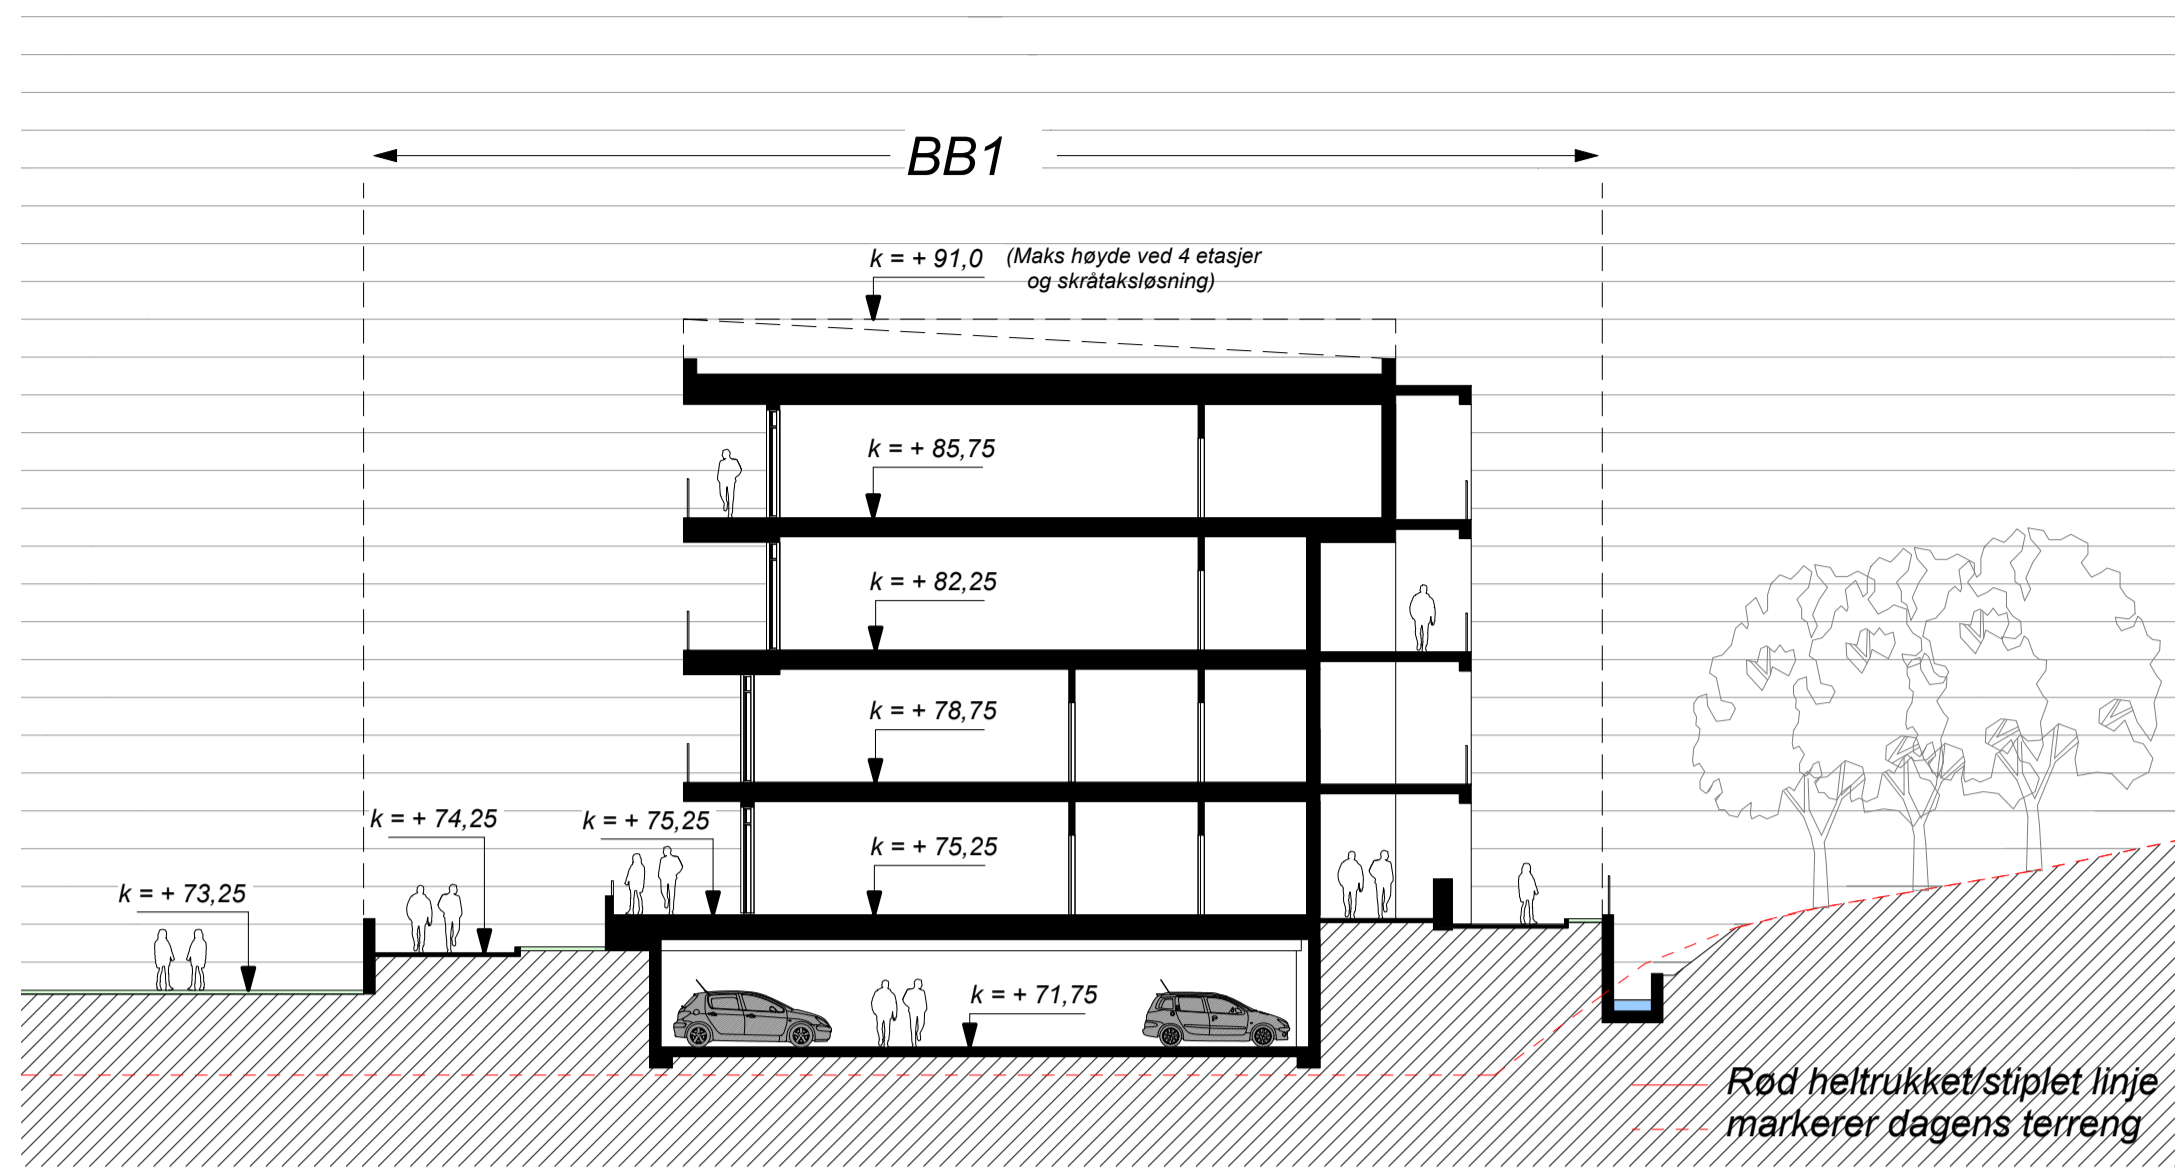 BB1
k = + 91,0 (Maks høyde ved 4 etasjer
og skråtaksløsning)
k = + 85,75
k = + 82,25
k = + 78,75
k = + 74,25
k = + 75,25
k = + 75,25
k = + 73,25
k = + 71,75
Rød heltrukket/stiplet linje
markerer dagens terreng